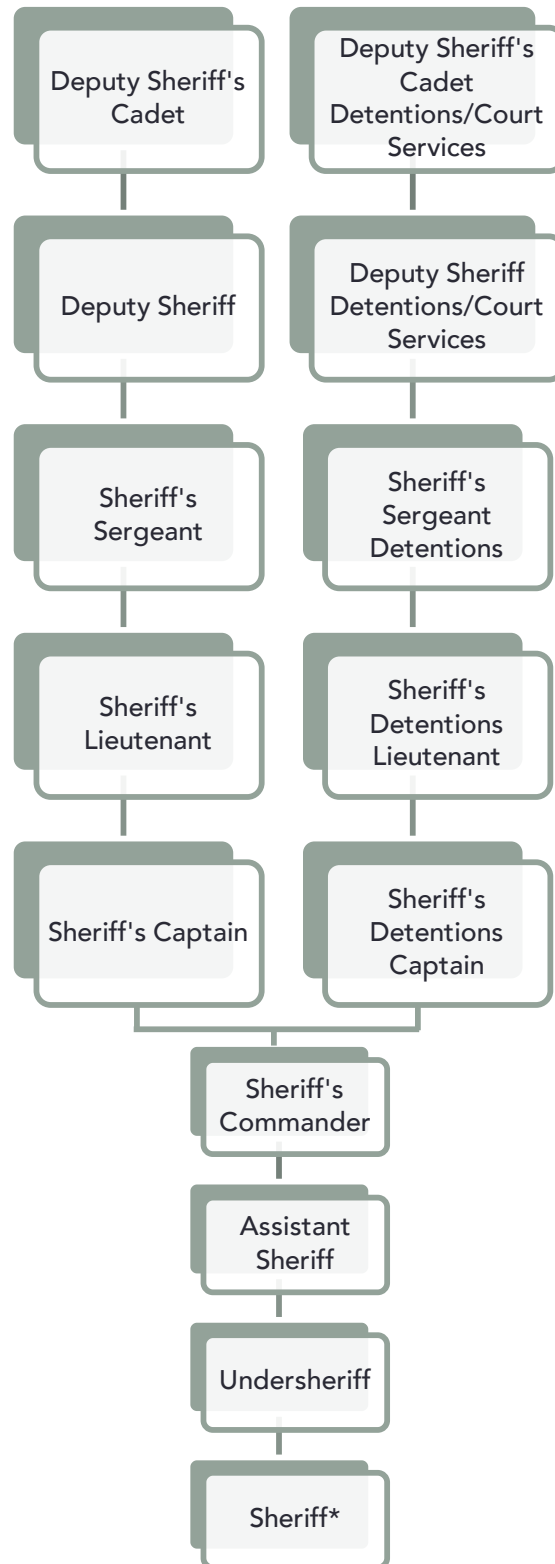 Deputy Sheriff's
Cadet
Deputy Sheriff's
Cadet
Detentions/Court
Services
Deputy Sheriff
Deputy Sheriff
Detentions/Court
Services
Sheriff's
Sergeant
Sheriff's
Sergeant
Detentions
Sheriff's
Lieutenant
Sheriff's
Detentions
Lieutenant
Sheriff's Captain
Sheriff's
Detentions
Captain
Sheriff's
Commander
Assistant
Sheriff
Undersheriff
Sheriff*